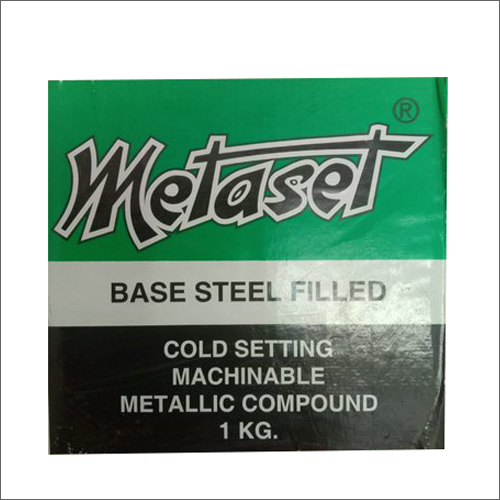 Metaset®
BASE STEEL FILLED
COLD SETTING
MACHINABLE
METALLIC COMPOUND
1 KG.